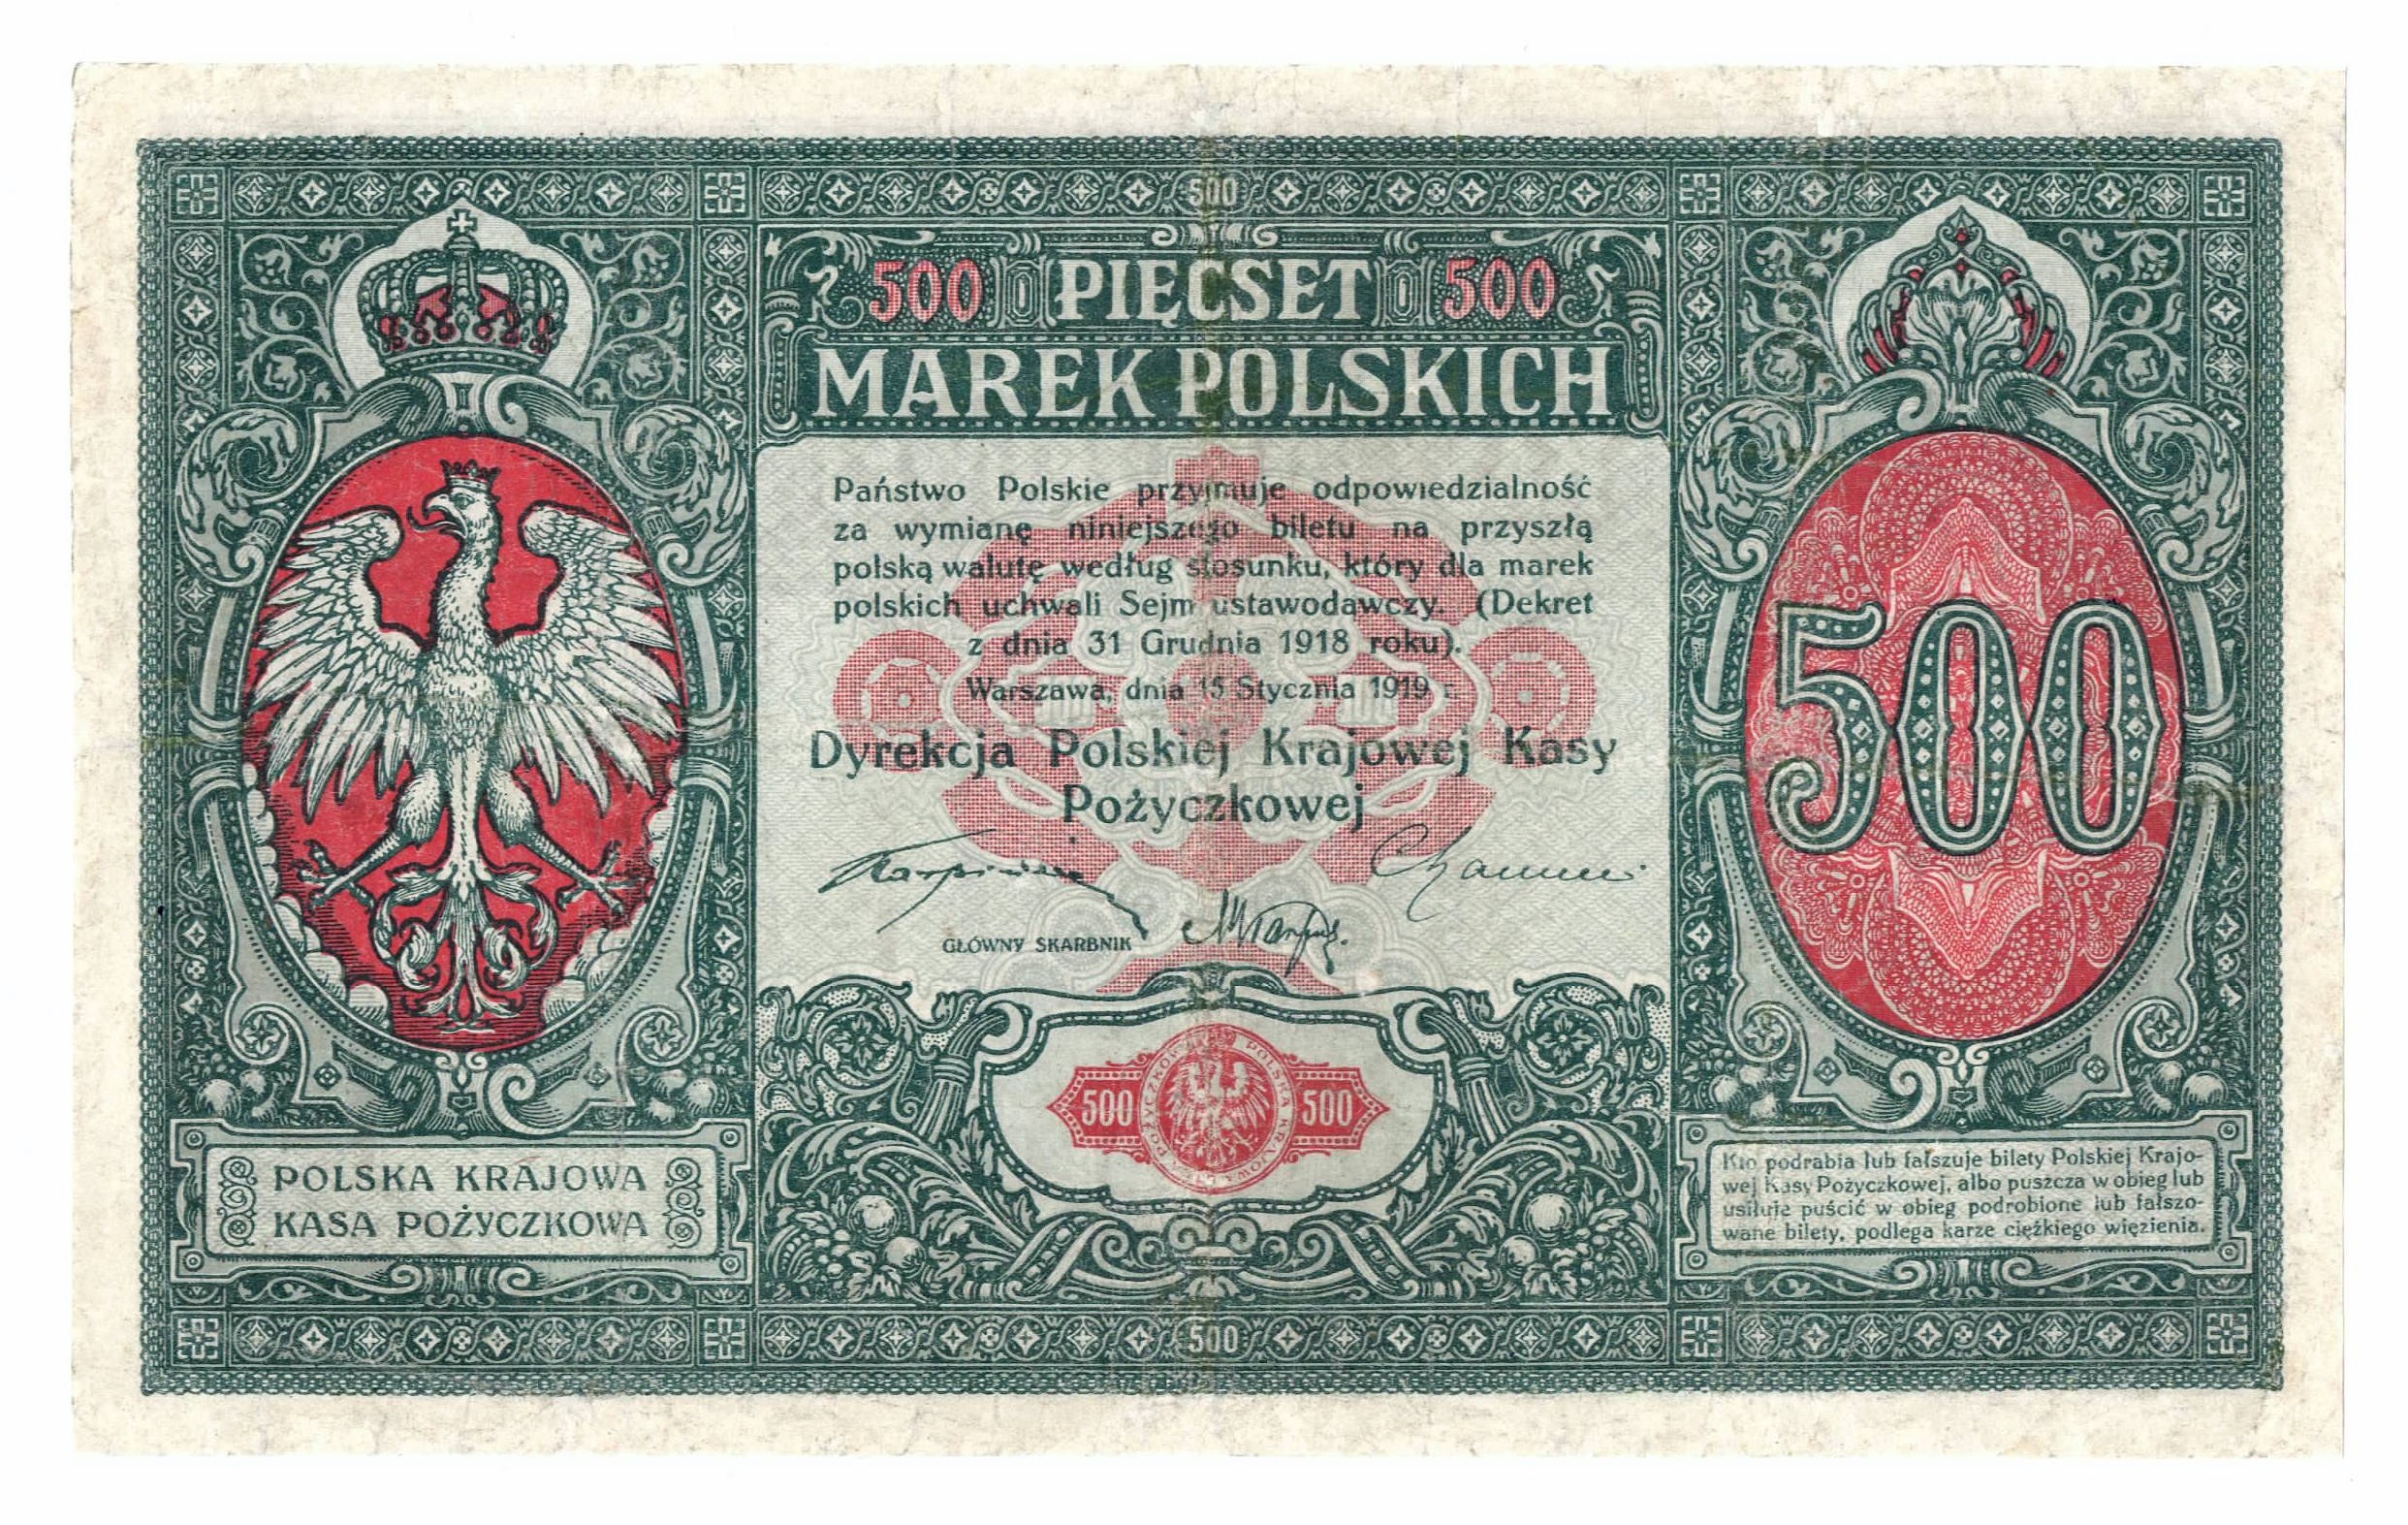 500
500 PIĘCSET 500
MAREK POLSKICH
Państwo Polskie przyjmuje odpowiedzialność
za wymianę niniejszego biletu na przyszłą
polską walutę według stosunku, który dla marek
polskich uchwali Sejm ustawodawczy. (Dekret
z dnia 31 Grudnia 1918 roku).
Warszawa, dnia 15 Stycznia 1919 r.
Dyrekcja Polskiej Krajowej Kasy
Pożyczkowej
GŁÓWNY SKARBNIK
500
500 500
POLSKA KRAJOWA
KASA POŻYCZKOWA
Kto podrabia lub fałszuje bilety Polskiej Krajo-
wej Kasy Pożyczkowej, albo puszcza w obieg lub
usiłuje puścić w obieg podrobione lub fałszo-
wane bilety, podlega karze ciężkiego więzienia.
500